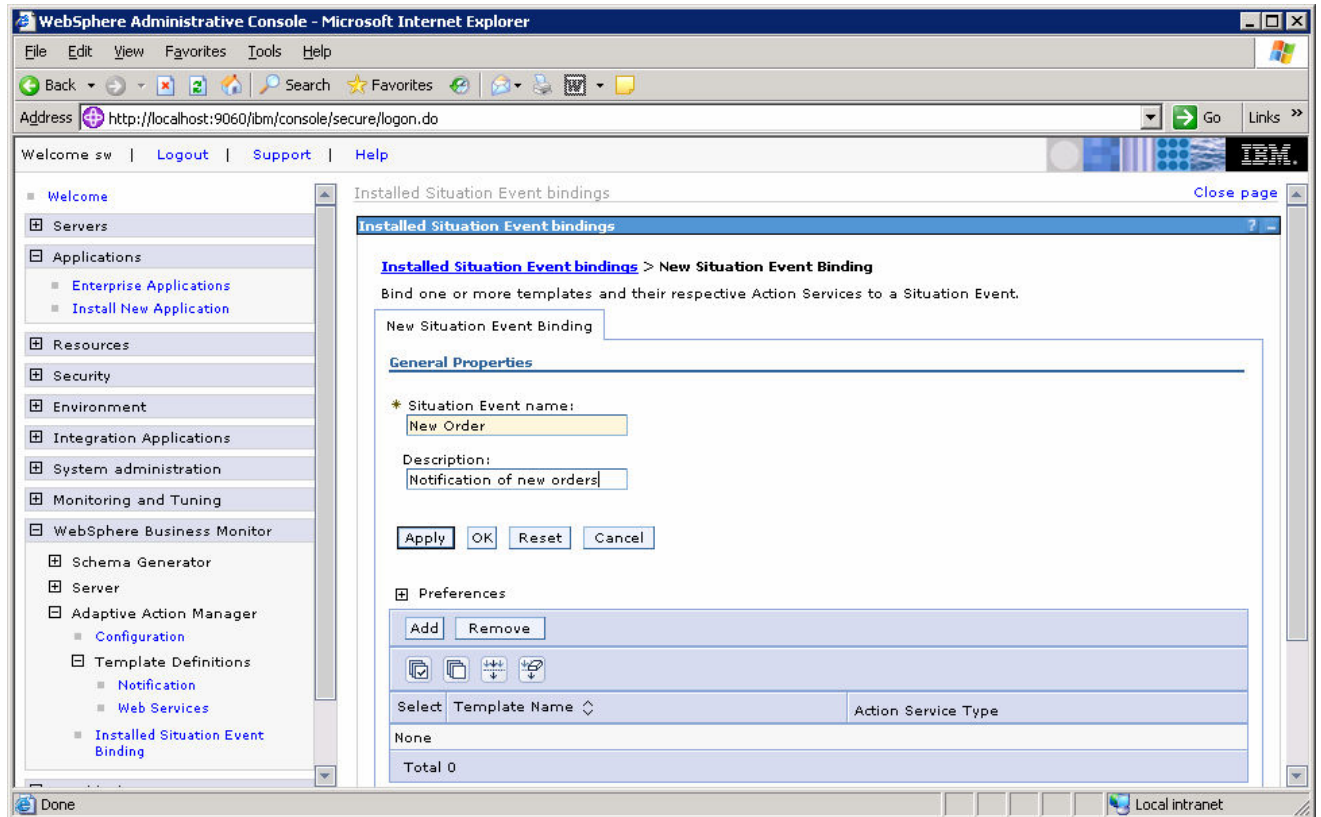 WebSphere Administrative Console - Microsoft Internet Explorer
File Edit View Favorites Tools Help
Back Search Favorites
Address http://localhost:9060/ibm/console/secure/logon.do Go Links »
Welcome sw | Logout | Support | Help IBM.
Welcome
Servers
Applications
Enterprise Applications
Install New Application
Resources
Security
Environment
Integration Applications
System administration
Monitoring and Tuning
WebSphere Business Monitor
Schema Generator
Server
Adaptive Action Manager
Configuration
Template Definitions
Notification
Web Services
Installed Situation Event
Binding
Installed Situation Event bindings Close page
Installed Situation Event bindings ? -
Installed Situation Event bindings > New Situation Event Binding
Bind one or more templates and their respective Action Services to a Situation Event.
New Situation Event Binding
General Properties
* Situation Event name:
New Order
Description:
Notification of new orders
Apply OK Reset Cancel
Preferences
Add Remove
Select Template Name Action Service Type
None
Total 0
Done Local intranet